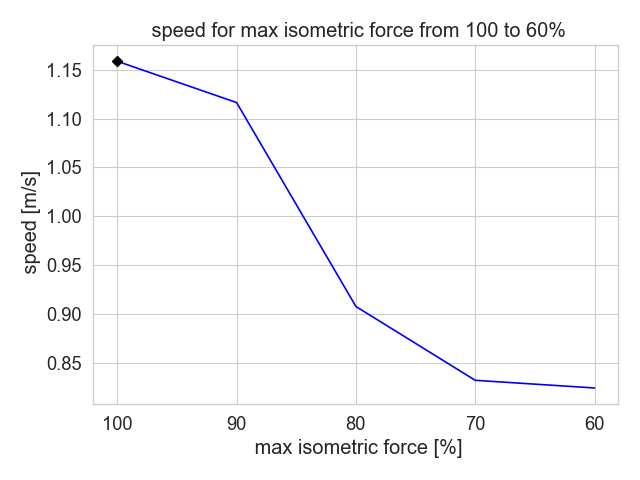 speed for max isometric force from 100 to 60%
1.15
1.10
1.05
1.00
0.95
0.90
0.85
speed [m/s]
100 90 80 70 60
max isometric force [%]